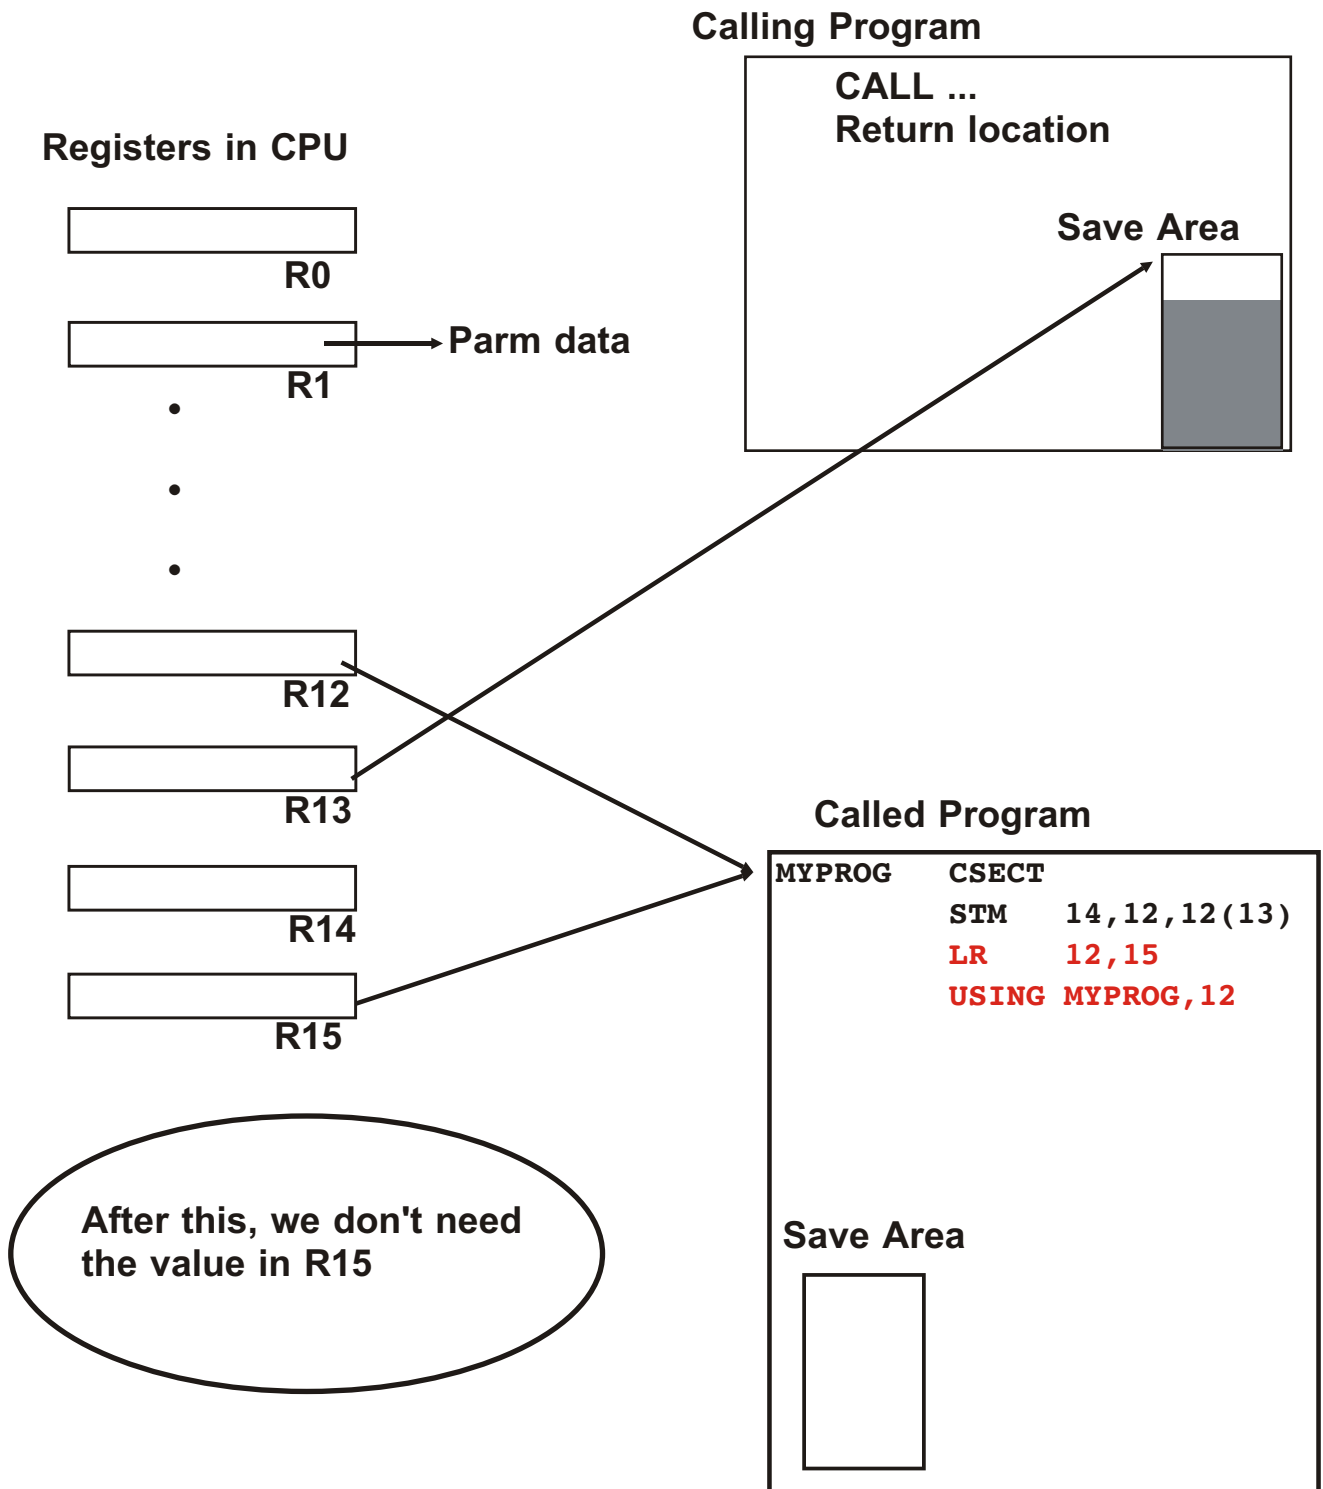 Calling Program
CALL ...
Return location
Registers in CPU
Save Area
R0
Parm data
R1
R12
R13
Called Program
MYPROG CSECT
STM 14,12,12(13)
R14
LR 12,15
USING MYPROG,12
R15
After this, we don't need
the value in R15
Save Area